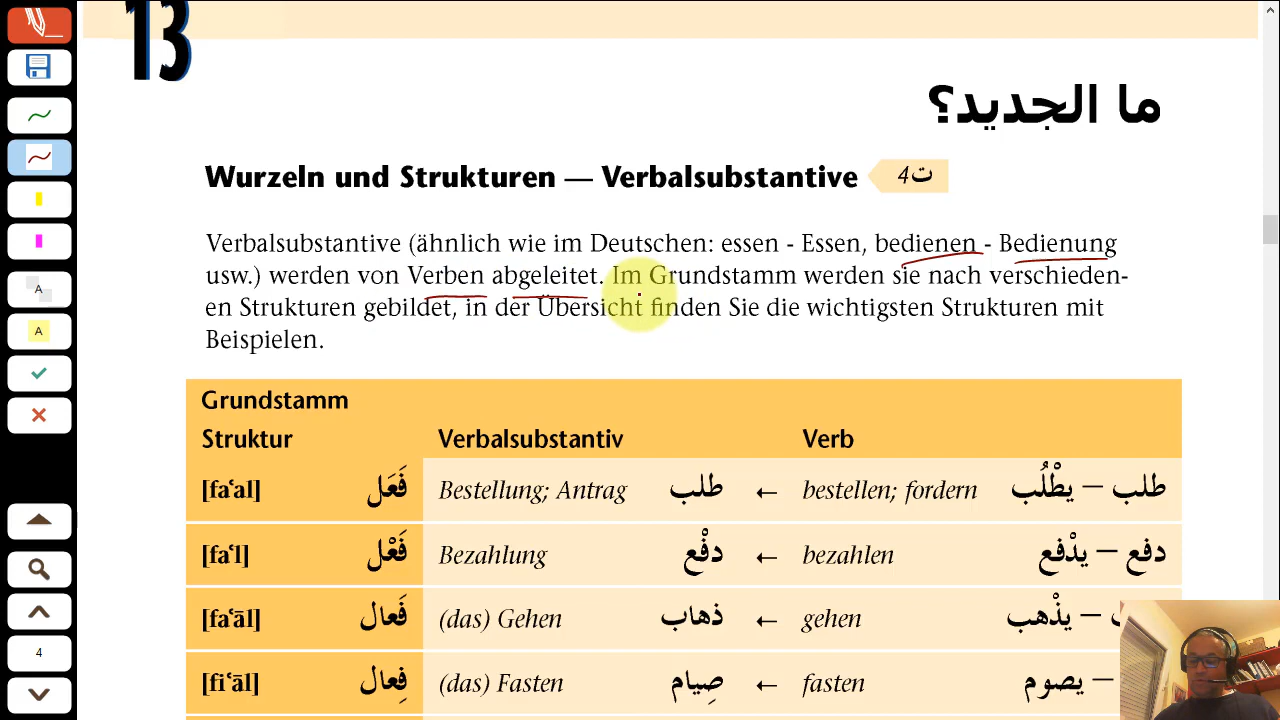 13
ما الجديد؟
Wurzeln und Strukturen — Verbalsubstantive ت4
Verbalsubstantive (ähnlich wie im Deutschen: essen - Essen, bedienen - Bedienung
usw.) werden von Verben abgeleitet. Im Grundstamm werden sie nach verschieden-
en Strukturen gebildet, in der Übersicht finden Sie die wichtigsten Strukturen mit
Beispielen.
Grundstamm
Struktur Verbalsubstantiv Verb
[faʿal] فَعَل Bestellung; Antrag طلب ← bestellen; fordern طلب – يطْلُب
[faʿl] فَعْل Bezahlung دفْع ← bezahlen دفع – يدْفع
[faʿāl] فَعال (das) Gehen ذهاب ← gehen – يذْهب
[fiʿāl] فِعال (das) Fasten صِيام ← fasten – يصوم
A
A
4